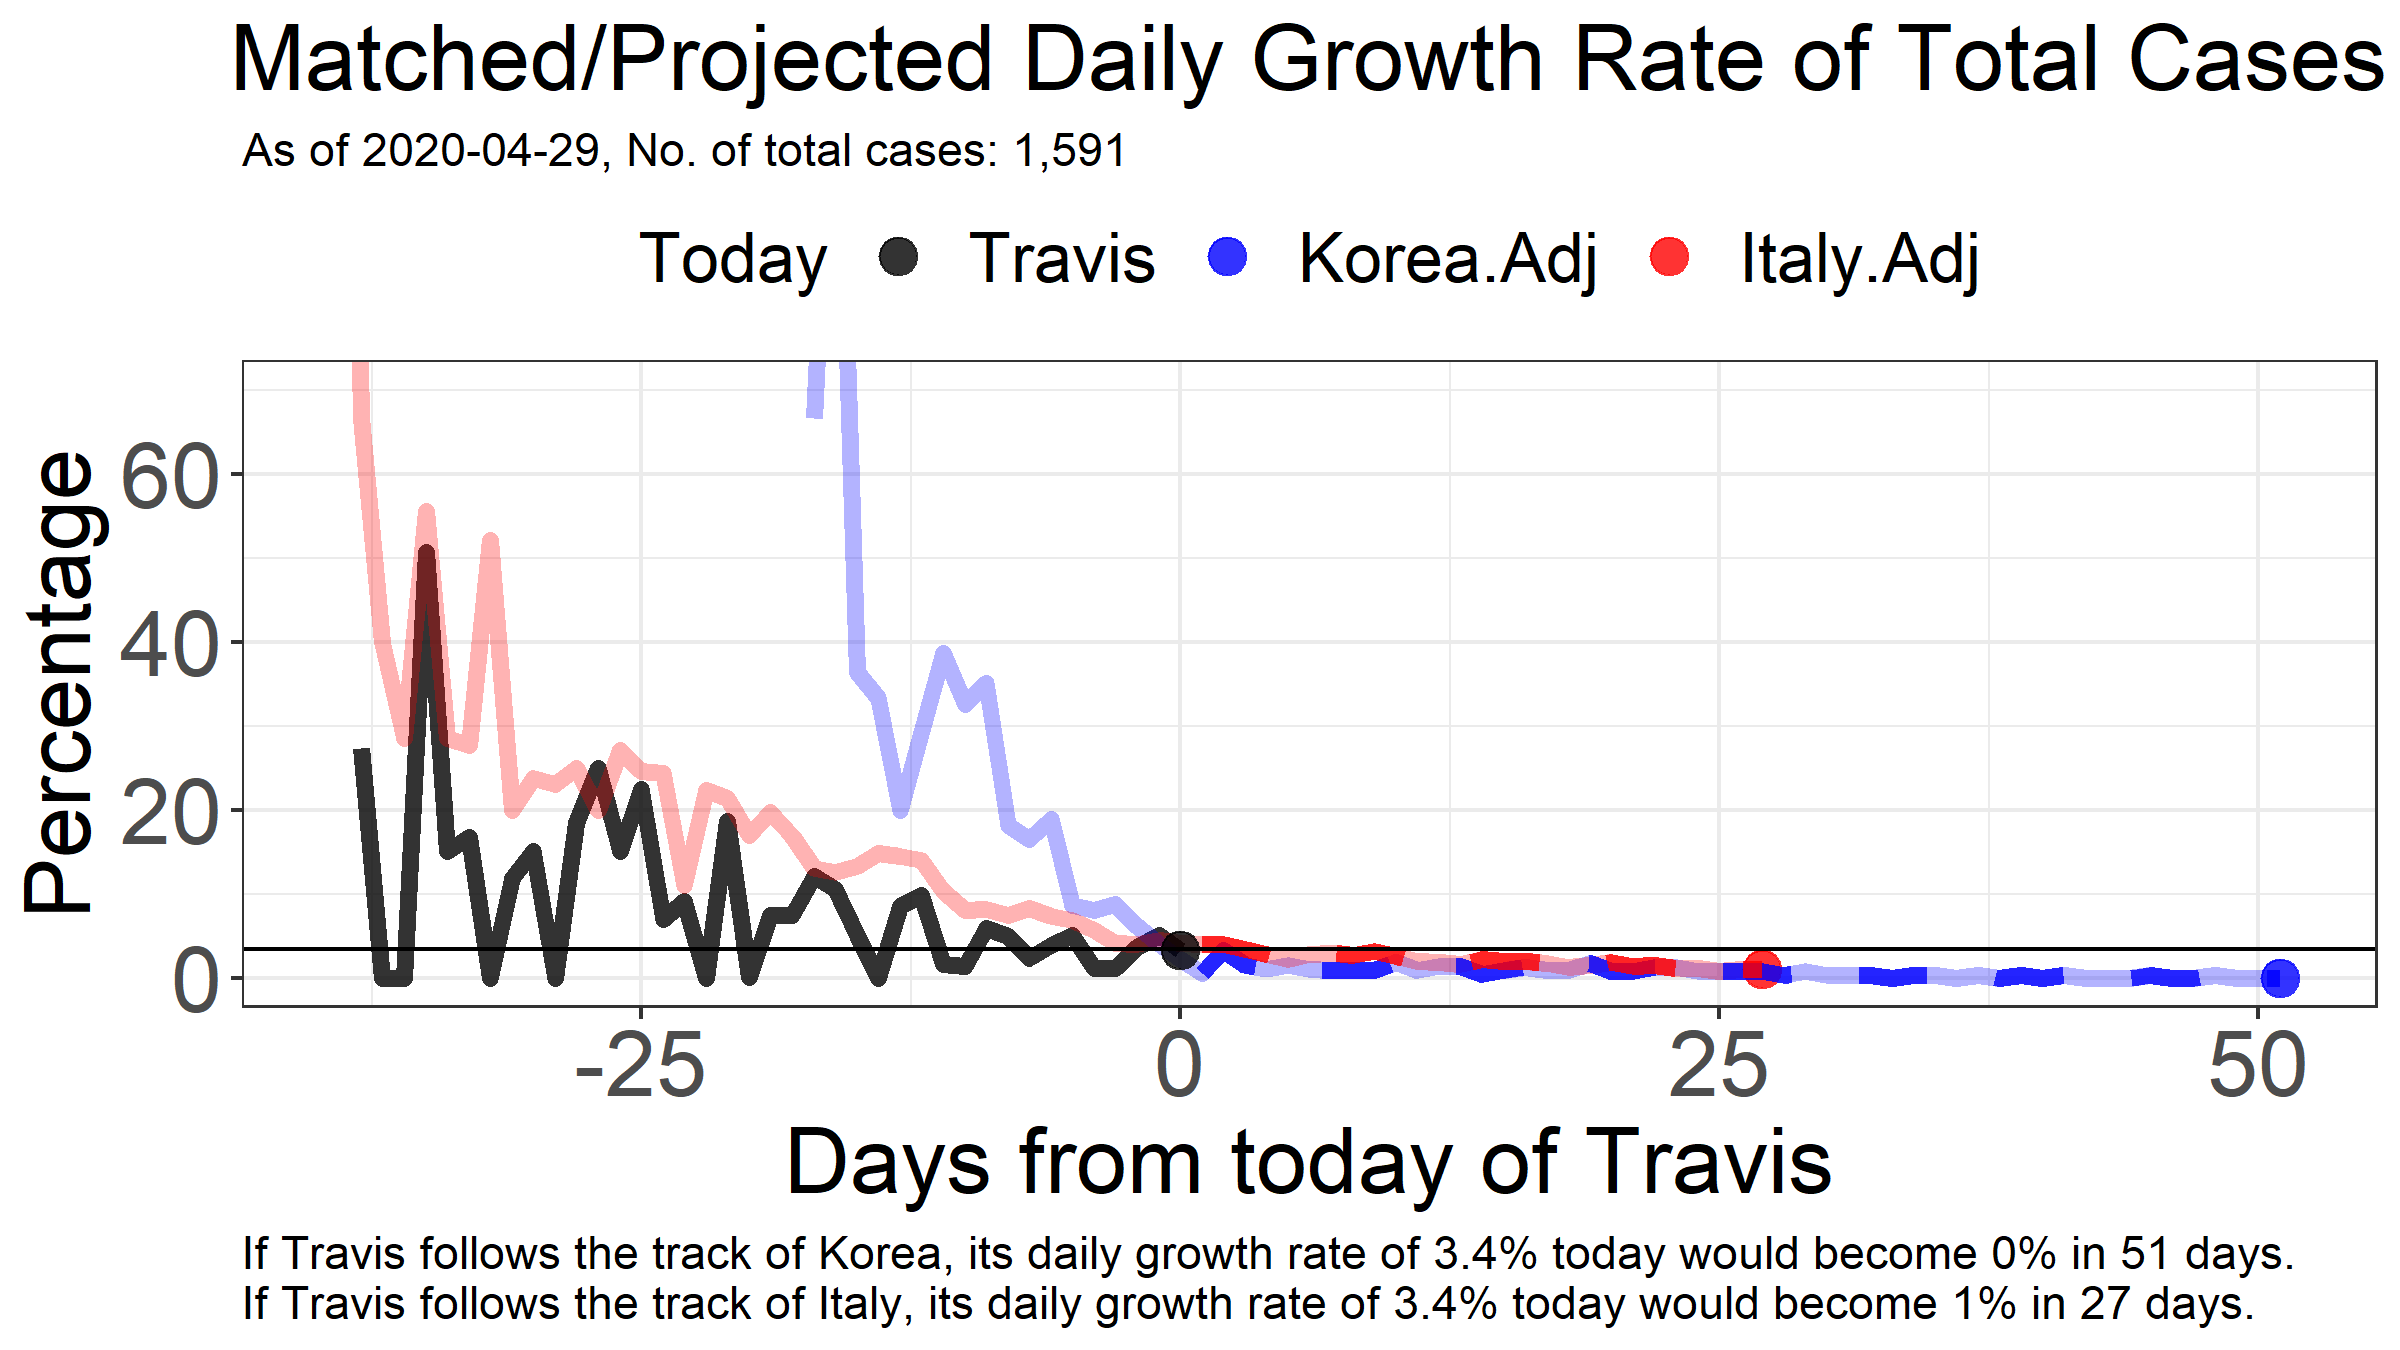 Matched/Projected Daily Growth Rate of Total Cases
As of 2020-04-29, No. of total cases: 1,591
Today Travis Korea.Adj Italy.Adj
Percentage
60
40
20
0
-25 0 25 50
Days from today of Travis
If Travis follows the track of Korea, its daily growth rate of 3.4% today would become 0% in 51 days.
If Travis follows the track of Italy, its daily growth rate of 3.4% today would become 1% in 27 days.